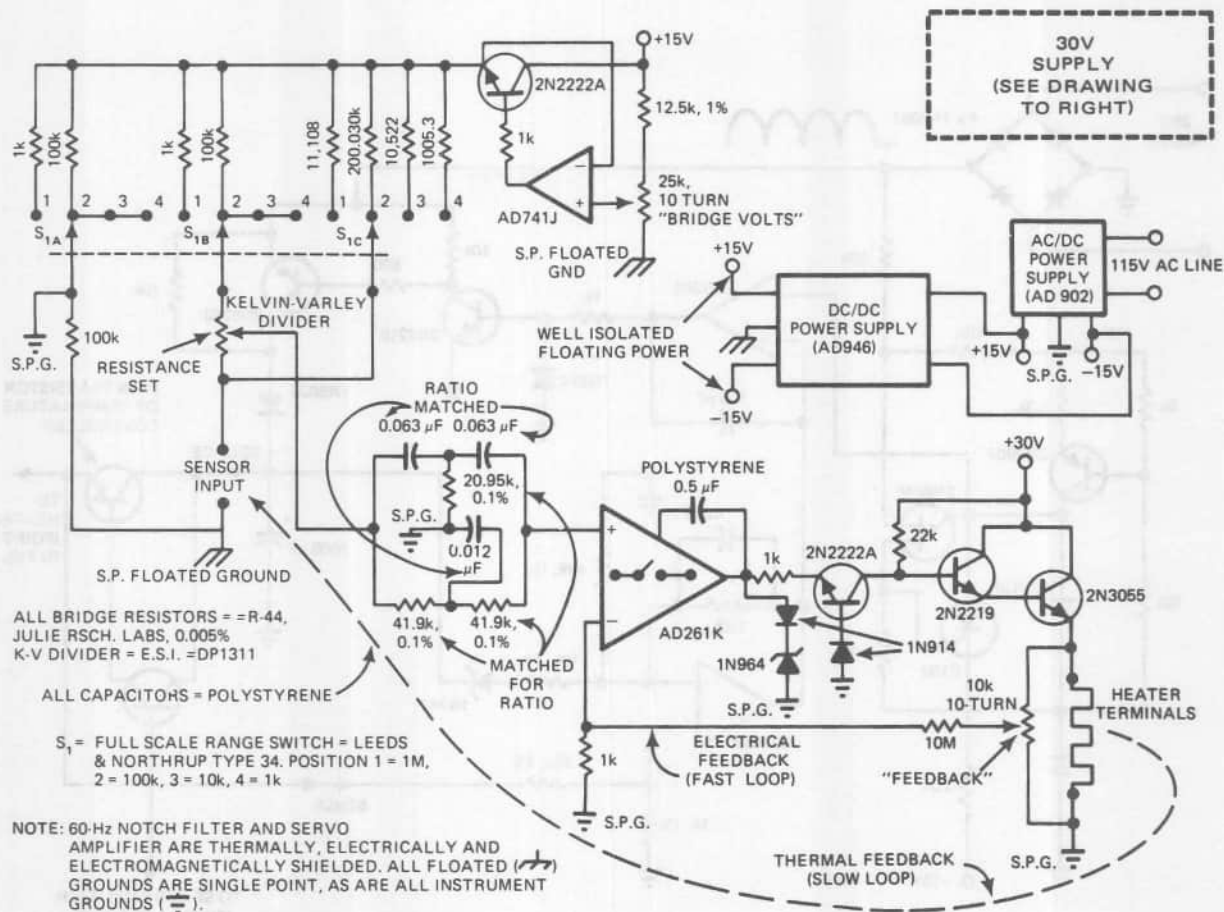 +15V
30V
SUPPLY
(SEE DRAWING
TO RIGHT)
2N2222A
1k
100k
1k
100k
11,108
200.030k
10,522
1005.3
1k
12.5k, 1%
AD741J
25k,
10 TURN
"BRIDGE VOLTS"
1 2 3 4
1 2 3 4
1 2 3 4
S1A
S1B
S1C
S.P. FLOATED
GND
+15V
AC/DC
POWER
SUPPLY
(AD 902)
115V AC LINE
KELVIN-VARLEY
DIVIDER
100k
S.P.G.
RESISTANCE
SET
WELL ISOLATED
FLOATING POWER
DC/DC
POWER SUPPLY
(AD946)
+15V
S.P.G.
−15V
−15V
RATIO
MATCHED
0.063 µF 0.063 µF
+30V
SENSOR
INPUT
20.95k,
0.1%
S.P.G.
0.012
µF
POLYSTYRENE
0.5 µF
1k
2N2222A
22k
2N2219
2N3055
S.P. FLOATED GROUND
41.9k,
0.1%
41.9k,
0.1%
MATCHED
FOR
RATIO
+
−
AD261K
1N914
1N964
S.P.G.
ALL BRIDGE RESISTORS = =R-44,
JULIE RSCH. LABS, 0.005%
K-V DIVIDER = E.S.I. =DP1311
ALL CAPACITORS = POLYSTYRENE
10k
10-TURN
HEATER
TERMINALS
10M
"FEEDBACK"
ELECTRICAL
FEEDBACK
(FAST LOOP)
1k
S.P.G.
S1 = FULL SCALE RANGE SWITCH = LEEDS
& NORTHRUP TYPE 34. POSITION 1 = 1M,
2 = 100k, 3 = 10k, 4 = 1k
THERMAL FEEDBACK
(SLOW LOOP)
S.P.G.
NOTE: 60-Hz NOTCH FILTER AND SERVO
AMPLIFIER ARE THERMALLY, ELECTRICALLY AND
ELECTROMAGNETICALLY SHIELDED. ALL FLOATED ( )
GROUNDS ARE SINGLE POINT, AS ARE ALL INSTRUMENT
GROUNDS ( ).